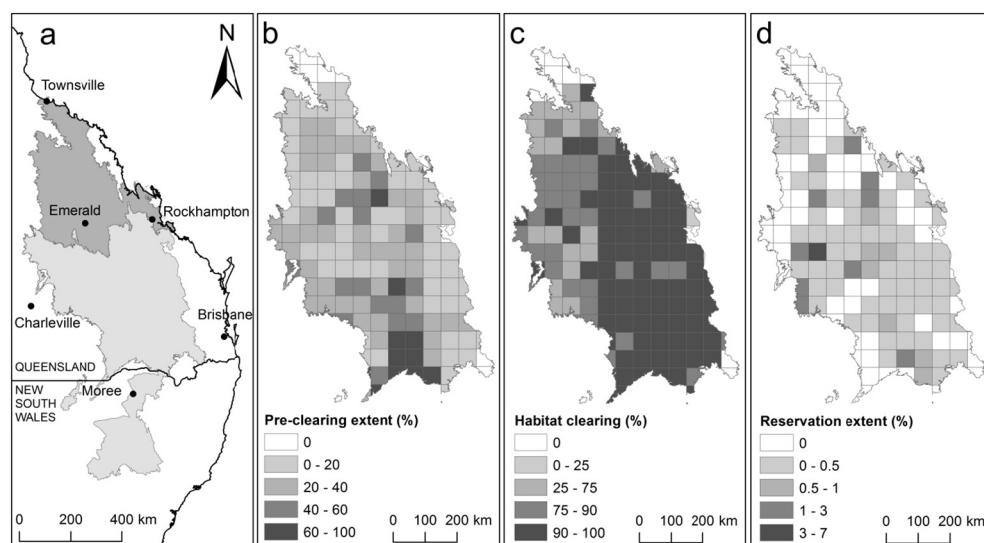 a
N
Townsville
Emerald
Rockhampton
Charleville
Brisbane
QUEENSLAND
NEW
SOUTH
WALES
Moree
0 200 400 km
b
Pre-clearing extent (%)
0
0 - 20
20 - 40
40 - 60
60 - 100
0 100 200 km
c
Habitat clearing (%)
0
0 - 25
25 - 75
75 - 90
90 - 100
0 100 200 km
d
Reservation extent (%)
0
0 - 0.5
0.5 - 1
1 - 3
3 - 7
0 100 200 km